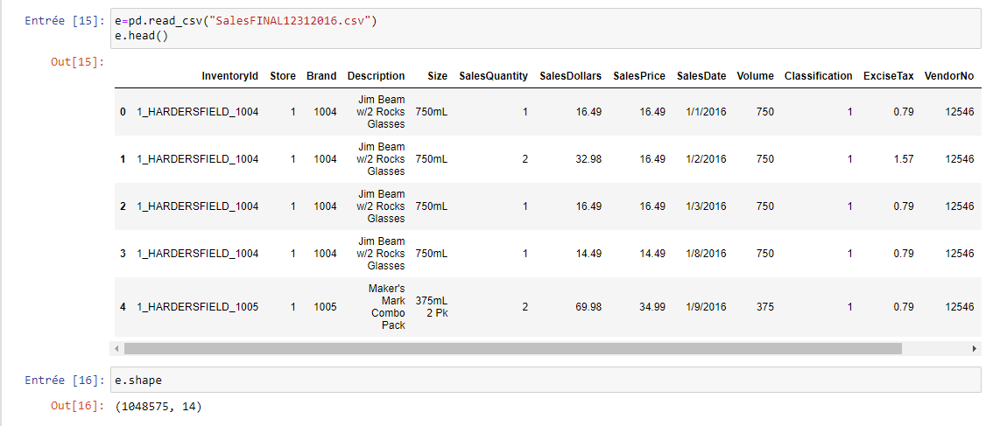 Entrée [15]: e=pd.read_csv("SalesFINAL12312016.csv")
e.head()
Out[15]:
InventoryId Store Brand Description Size SalesQuantity SalesDollars SalesPrice SalesDate Volume Classification ExciseTax VendorNo
0 1_HARDERSFIELD_1004 1 1004 Jim Beam w/2 Rocks Glasses 750mL 1 16.49 16.49 1/1/2016 750 1 0.79 12546
1 1_HARDERSFIELD_1004 1 1004 Jim Beam w/2 Rocks Glasses 750mL 2 32.98 16.49 1/2/2016 750 1 1.57 12546
2 1_HARDERSFIELD_1004 1 1004 Jim Beam w/2 Rocks Glasses 750mL 1 16.49 16.49 1/3/2016 750 1 0.79 12546
3 1_HARDERSFIELD_1004 1 1004 Jim Beam w/2 Rocks Glasses 750mL 1 14.49 14.49 1/8/2016 750 1 0.79 12546
4 1_HARDERSFIELD_1005 1 1005 Maker's Mark Combo Pack 375mL 2 Pk 2 69.98 34.99 1/9/2016 375 1 0.79 12546
Entrée [16]: e.shape
Out[16]: (1048575, 14)